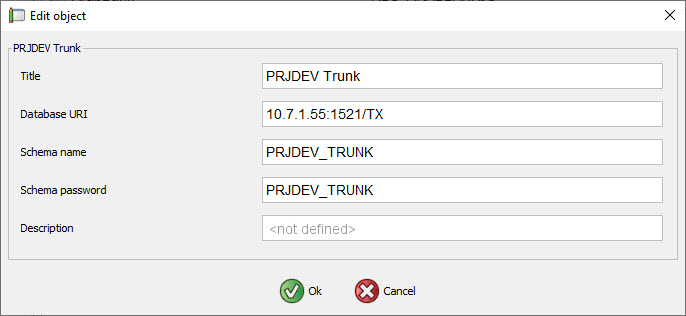 Edit object
PRJDEV Trunk
Title PRJDEV Trunk
Database URI 10.7.1.55:1521/TX
Schema name PRJDEV_TRUNK
Schema password PRJDEV_TRUNK
Description <not defined>
Ok Cancel